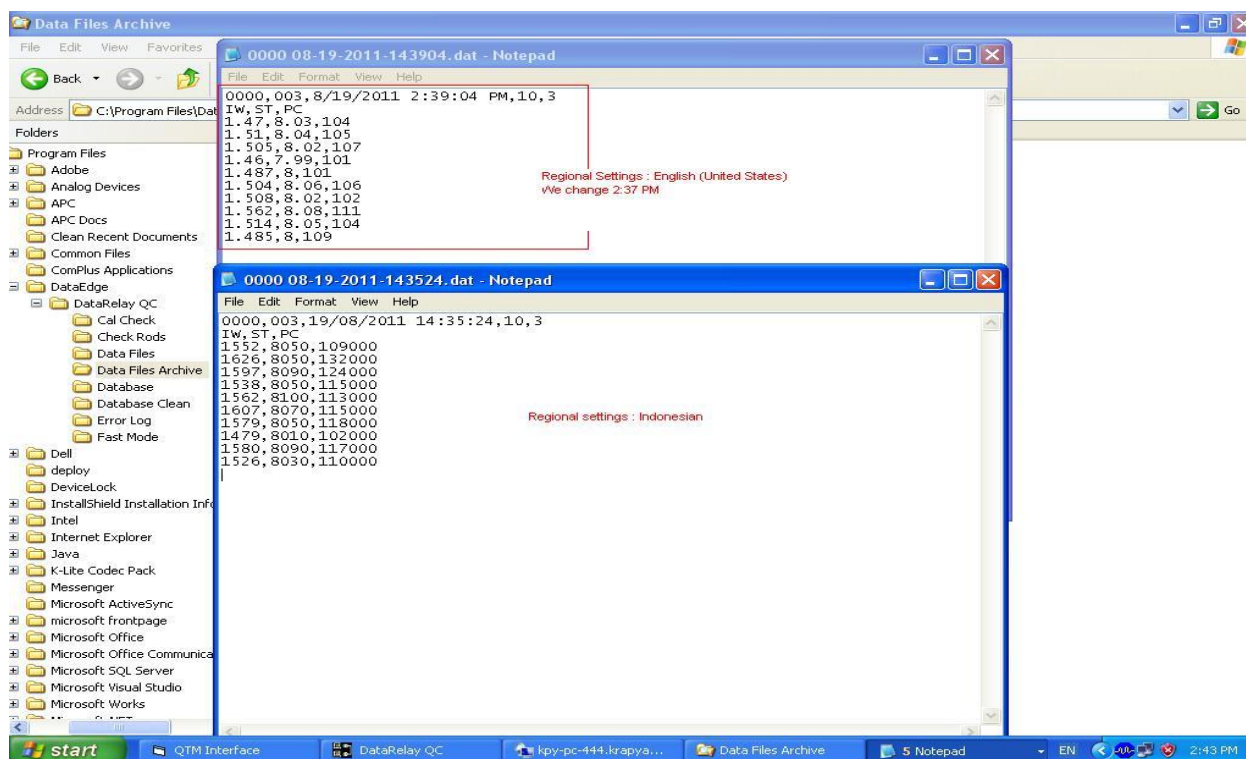 Data Files Archive
File Edit View Favorites
Back
Address C:\Program Files\Dat
Go
Folders
Program Files
Adobe
Analog Devices
APC
APC Docs
Clean Recent Documents
Common Files
ComPlus Applications
DataEdge
DataRelay QC
Cal Check
Check Rods
Data Files
Data Files Archive
Database
Database Clean
Error Log
Fast Mode
Dell
deploy
DeviceLock
InstallShield Installation Info
Intel
Internet Explorer
Java
K-Lite Codec Pack
Messenger
Microsoft ActiveSync
microsoft frontpage
Microsoft Office
Microsoft Office Communica
Microsoft SQL Server
Microsoft Visual Studio
Microsoft Works
0000 08-19-2011-143904.dat - Notepad
File Edit Format View Help
0000,003,8/19/2011 2:39:04 PM,10,3
IW,ST,PC
1.47,8.03,104
1.51,8.04,105
1.505,8.02,107
1.46,7.99,101
1.487,8,101
1.504,8.06,106
1.508,8.02,102
1.562,8.08,111
1.514,8.05,104
1.485,8,109
Regional Settings : English (United States)
We change 2:37 PM
0000 08-19-2011-143524.dat - Notepad
File Edit Format View Help
0000,003,19/08/2011 14:35:24,10,3
IW,ST,PC
1552,8050,109000
1626,8050,132000
1597,8090,124000
1538,8050,115000
1562,8100,113000
1607,8070,115000
1579,8050,118000
1479,8010,102000
1580,8090,117000
1526,8030,110000
Regional settings : Indonesian
start
QTM Interface
DataRelay QC
kpy-pc-444.krapya...
Data Files Archive
5 Notepad
EN
2:43 PM